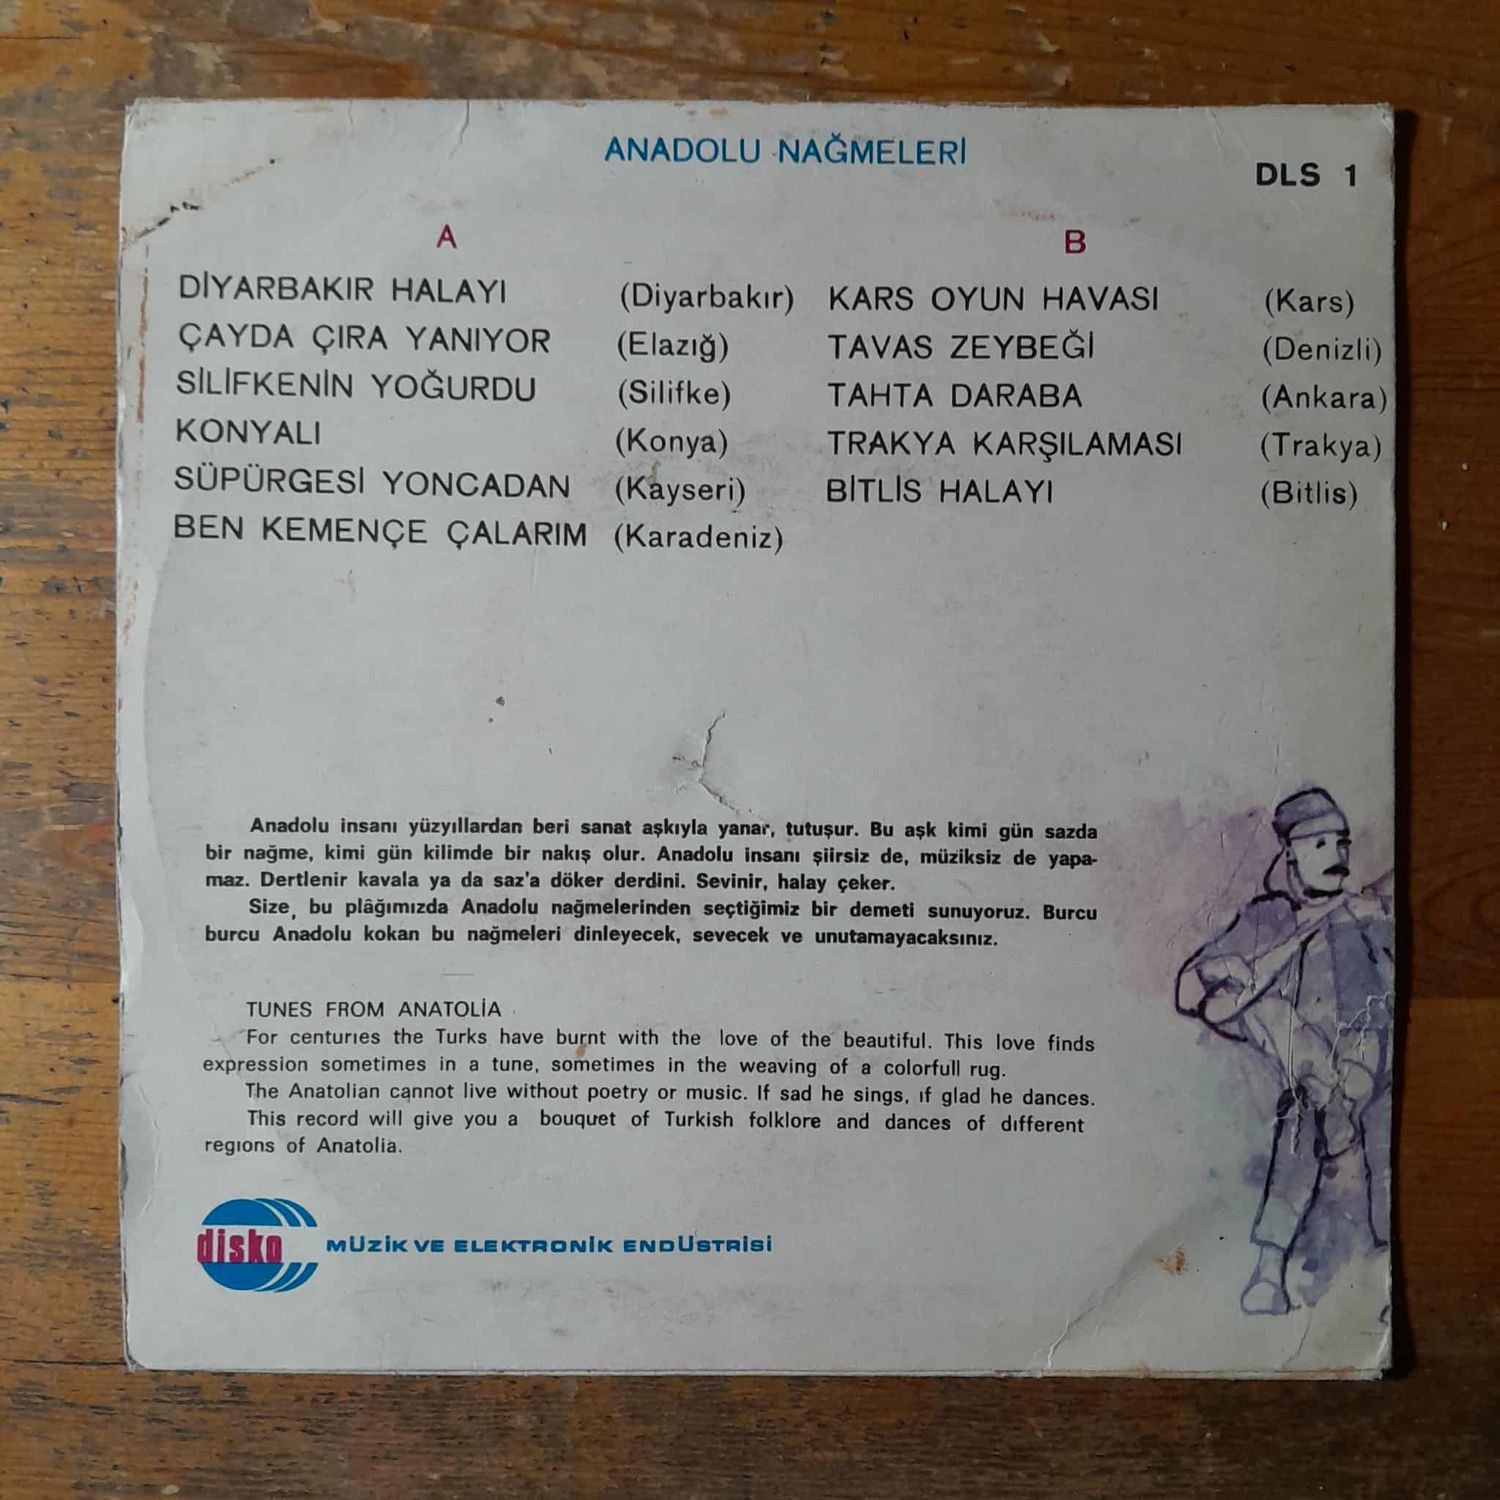 ANADOLU NAĞMELERİ
DLS 1
A
DİYARBAKIR HALAYI (Diyarbakır)
ÇAYDA ÇIRA YANIYOR (Elazığ)
SİLİFKENİN YOĞURDU (Silifke)
KONYALI (Konya)
SÜPÜRGESİ YONCADAN (Kayseri)
BEN KEMENÇE ÇALARIM (Karadeniz)
B
KARS OYUN HAVASI (Kars)
TAVAS ZEYBEĞİ (Denizli)
TAHTA DARABA (Ankara)
TRAKYA KARŞILAMASI (Trakya)
BİTLİS HALAYI (Bitlis)
Anadolu insanı yüzyıllardan beri sanat aşkıyla yanar, tutuşur. Bu aşk kimi gün sazda
bir nağme, kimi gün kilimde bir nakış olur. Anadolu insanı şiirsiz de, müziksiz de yapa-
maz. Dertlenir kavala ya da saz'a döker derdini. Sevinir, halay çeker.
Size, bu plâğımızda Anadolu nağmelerinden seçtiğimiz bir demeti sunuyoruz. Burcu
burcu Anadolu kokan bu nağmeleri dinleyecek, sevecek ve unutamayacaksınız.
TUNES FROM ANATOLİA
For centurıes the Turks have burnt with the love of the beautiful. This love finds
expression sometimes in a tune, sometimes in the weaving of a colorfull rug.
The Anatolian cannot live without poetry or music. If sad he sings, ıf glad he dances.
This record will give you a bouquet of Turkish folklore and dances of dıfferent
regıons of Anatolia.
disko MÜZİK VE ELEKTRONİK ENDÜSTRİSİ